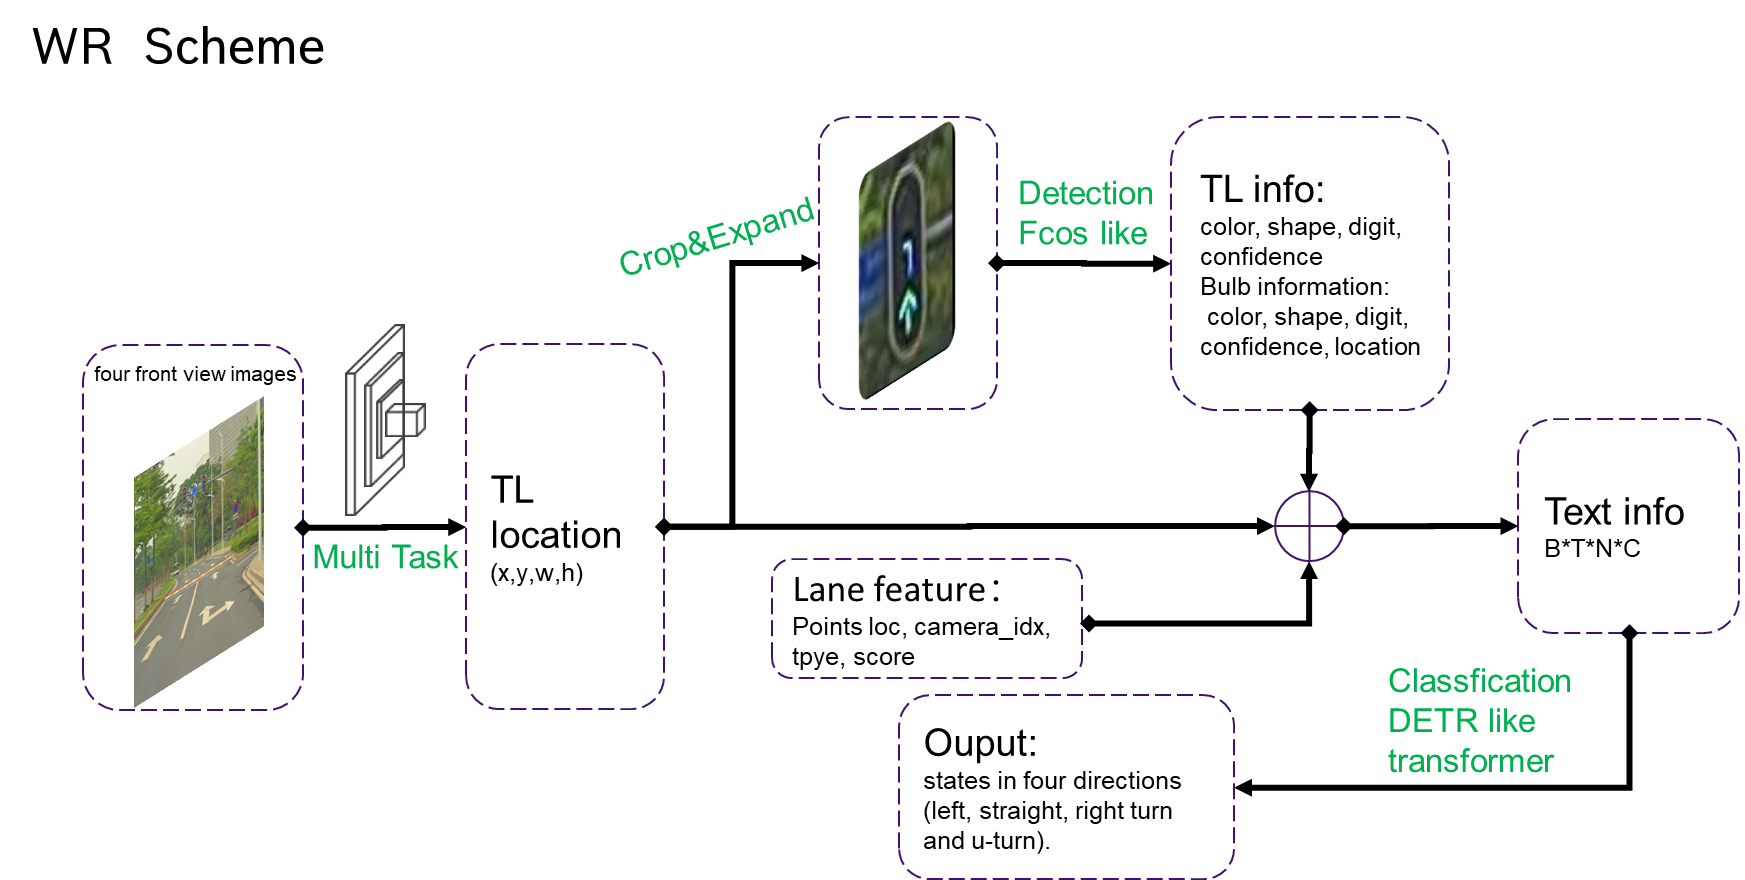 WR Scheme
four front view images
Multi Task
TL
location
(x,y,w,h)
Crop&Expand
Detection
Fcos like
TL info:
color, shape, digit,
confidence
Bulb information:
color, shape, digit,
confidence, location
Lane feature：
Points loc, camera_idx,
tpye, score
Text info
B*T*N*C
Classfication
DETR like
transformer
Ouput:
states in four directions
(left, straight, right turn
and u-turn).